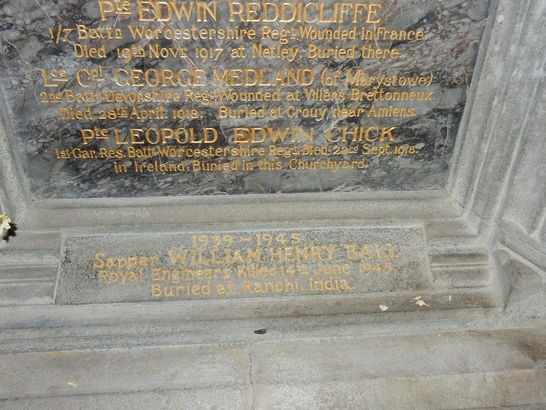 Pte EDWIN REDDICLIFFE
1/7 Battn Worcestershire Regt Wounded in France.
Died 19th Nov. 1917 at Netley. Buried there.
Lce Cpl GEORGE MEDLAND (of Marystowe)
2nd Battn Devonshire Regt Wounded at Villers Brettonneux.
Died 28th April. 1918. Buried at Crouy near Amiens.
Pte LEOPOLD EDWIN CHICK
1st Gar. Res. Battn Worcestershire Regt Died 22nd Sept. 1918.
in Ireland. Buried in this Churchyard.
1939 ~ 1945
Sapper WILLIAM HENRY BALL
Royal Engineers Killed 14th June 1945
Buried at Ranchi. India.